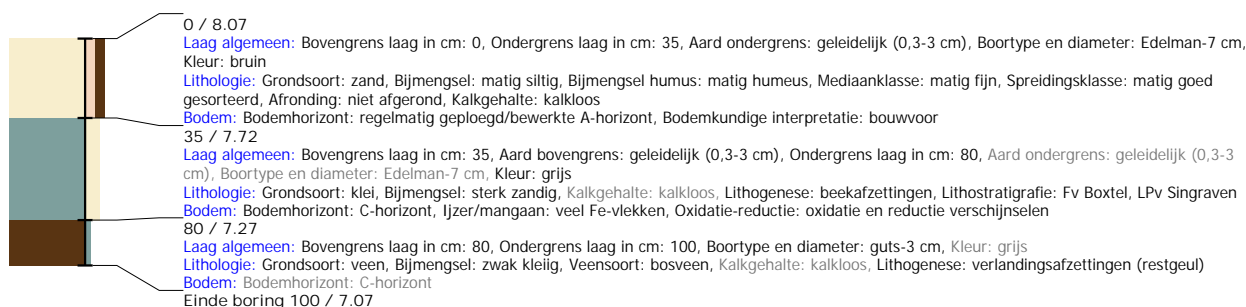 0 / 8.07
Laag algemeen: Bovengrens laag in cm: 0, Ondergrens laag in cm: 35, Aard ondergrens: geleidelijk (0,3-3 cm), Boortype en diameter: Edelman-7 cm,
Kleur: bruin
Lithologie: Grondsoort: zand, Bijmengsel: matig siltig, Bijmengsel humus: matig humeus, Mediaanklasse: matig fijn, Spreidingsklasse: matig goed
gesorteerd, Afronding: niet afgerond, Kalkgehalte: kalkloos
Bodem: Bodemhorizont: regelmatig geploegd/bewerkte A-horizont, Bodemkundige interpretatie: bouwvoor
35 / 7.72
Laag algemeen: Bovengrens laag in cm: 35, Aard bovengrens: geleidelijk (0,3-3 cm), Ondergrens laag in cm: 80, Aard ondergrens: geleidelijk (0,3-3
cm), Boortype en diameter: Edelman-7 cm, Kleur: grijs
Lithologie: Grondsoort: klei, Bijmengsel: sterk zandig, Kalkgehalte: kalkloos, Lithogenese: beekafzettingen, Lithostratigrafie: Fv Boxtel, LPv Singraven
Bodem: Bodemhorizont: C-horizont, Ijzer/mangaan: veel Fe-vlekken, Oxidatie-reductie: oxidatie en reductie verschijnselen
80 / 7.27
Laag algemeen: Bovengrens laag in cm: 80, Ondergrens laag in cm: 100, Boortype en diameter: guts-3 cm, Kleur: grijs
Lithologie: Grondsoort: veen, Bijmengsel: zwak kleiig, Veensoort: bosveen, Kalkgehalte: kalkloos, Lithogenese: verlandingsafzettingen (restgeul)
Bodem: Bodemhorizont: C-horizont
Einde boring 100 / 7.07